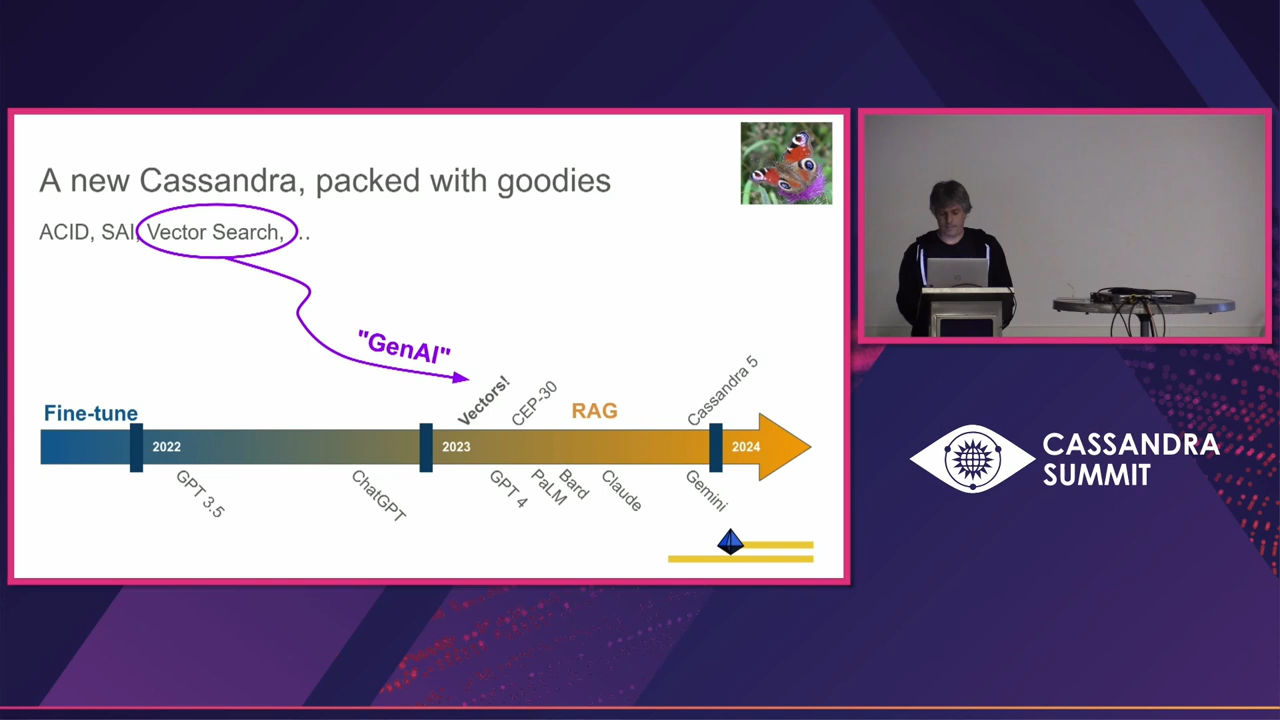 A new Cassandra, packed with goodies
ACID, SAI, Vector Search, ..
"GenAI"
Fine-tune
Vectors!
CEP-30
RAG
Cassandra 5
2022
2023
2024
GPT 3.5
ChatGPT
GPT 4
PaLM
Bard
Claude
Gemini
CASSANDRA
SUMMIT